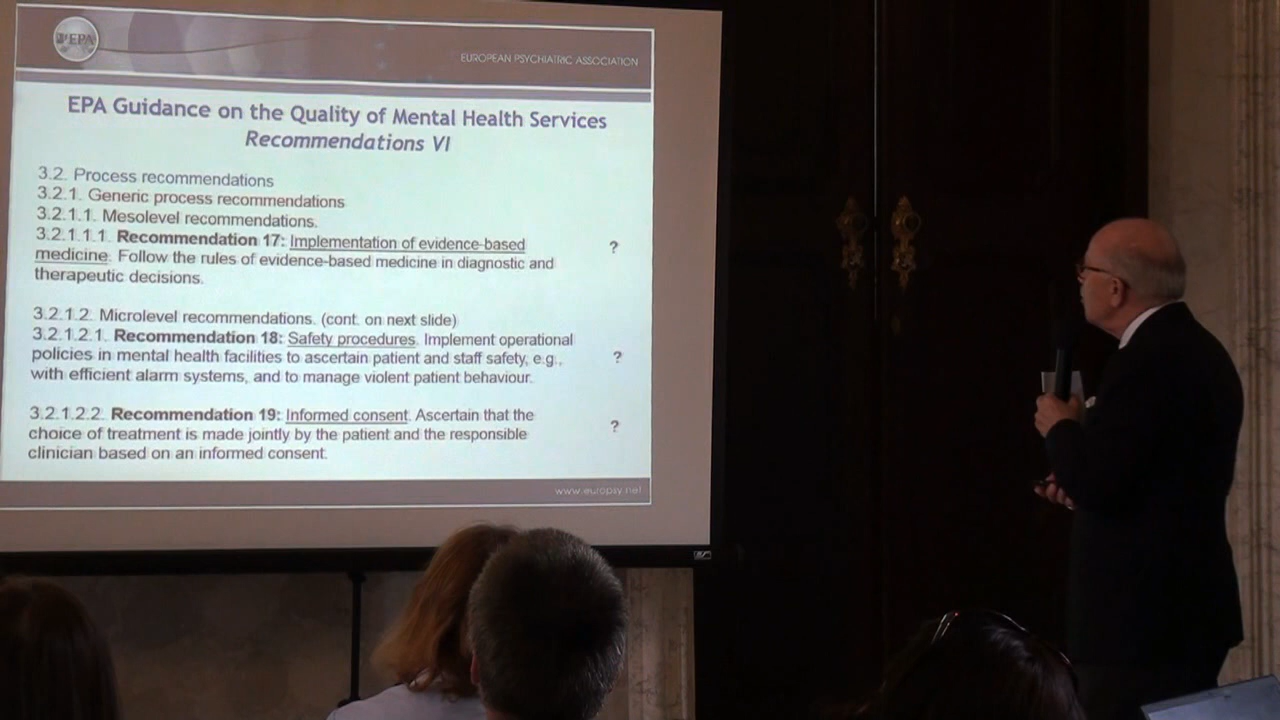 EPA
EUROPEAN PSYCHIATRIC ASSOCIATION
EPA Guidance on the Quality of Mental Health Services
Recommendations VI
3.2. Process recommendations
3.2.1. Generic process recommendations
3.2.1.1. Mesolevel recommendations.
3.2.1.1.1. Recommendation 17: Implementation of evidence-based
medicine. Follow the rules of evidence-based medicine in diagnostic and
therapeutic decisions.
?
3.2.1.2. Microlevel recommendations. (cont. on next slide)
3.2.1.2.1. Recommendation 18: Safety procedures. Implement operational
policies in mental health facilities to ascertain patient and staff safety, e.g.,
with efficient alarm systems, and to manage violent patient behaviour.
?
3.2.1.2.2. Recommendation 19: Informed consent. Ascertain that the
choice of treatment is made jointly by the patient and the responsible
clinician based on an informed consent.
?
www.europsy.net